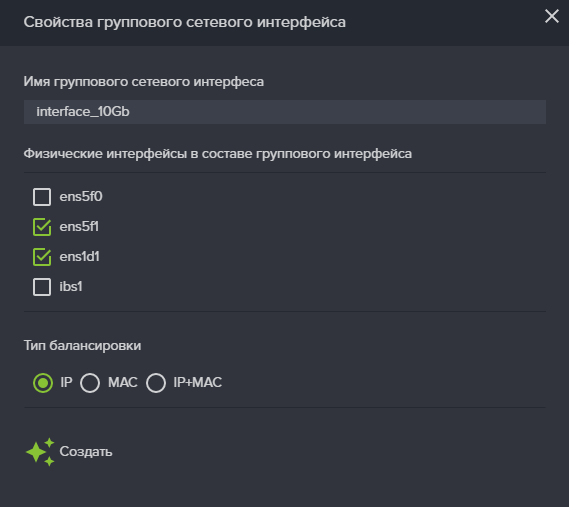 Свойства группового сетевого интерфейса
Имя группового сетевого интерфеса
interface_10Gb
Физические интерфейсы в составе группового интерфейса
ens5f0
ens5f1
ens1d1
ibs1
Тип балансировки
IP MAC IP+MAC
Создать